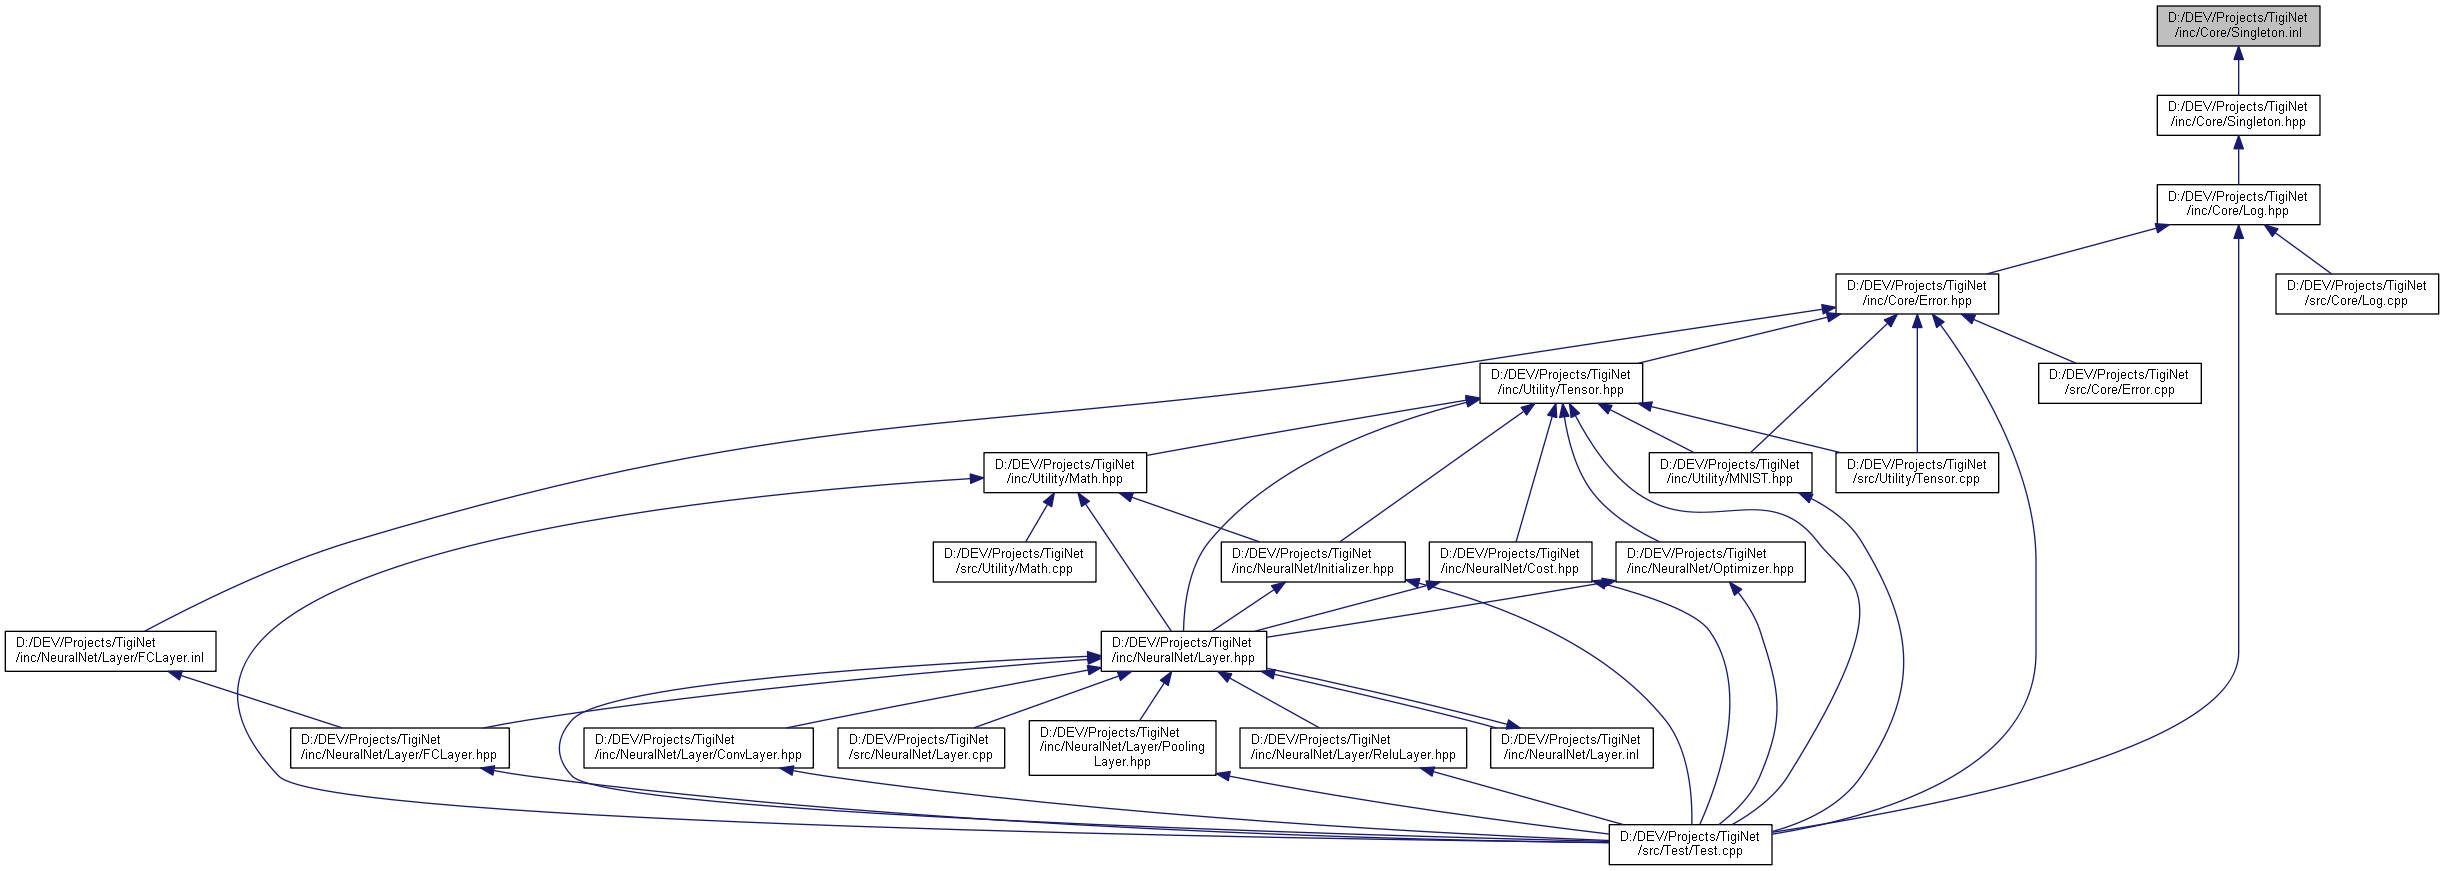 D:/DEV/Projects/TigiNet
/inc/Core/Singleton.inl
D:/DEV/Projects/TigiNet
/inc/Core/Singleton.hpp
D:/DEV/Projects/TigiNet
/inc/Core/Log.hpp
D:/DEV/Projects/TigiNet
/inc/Core/Error.hpp
D:/DEV/Projects/TigiNet
/src/Core/Log.cpp
D:/DEV/Projects/TigiNet
/inc/Utility/Tensor.hpp
D:/DEV/Projects/TigiNet
/src/Core/Error.cpp
D:/DEV/Projects/TigiNet
/inc/Utility/Math.hpp
D:/DEV/Projects/TigiNet
/inc/Utility/MNIST.hpp
D:/DEV/Projects/TigiNet
/src/Utility/Tensor.cpp
D:/DEV/Projects/TigiNet
/src/Utility/Math.cpp
D:/DEV/Projects/TigiNet
/inc/NeuralNet/Initializer.hpp
D:/DEV/Projects/TigiNet
/inc/NeuralNet/Cost.hpp
D:/DEV/Projects/TigiNet
/inc/NeuralNet/Optimizer.hpp
D:/DEV/Projects/TigiNet
/inc/NeuralNet/Layer/FCLayer.inl
D:/DEV/Projects/TigiNet
/inc/NeuralNet/Layer.hpp
D:/DEV/Projects/TigiNet
/inc/NeuralNet/Layer/FCLayer.hpp
D:/DEV/Projects/TigiNet
/inc/NeuralNet/Layer/ConvLayer.hpp
D:/DEV/Projects/TigiNet
/src/NeuralNet/Layer.cpp
D:/DEV/Projects/TigiNet
/inc/NeuralNet/Layer/Pooling
Layer.hpp
D:/DEV/Projects/TigiNet
/inc/NeuralNet/Layer/ReluLayer.hpp
D:/DEV/Projects/TigiNet
/inc/NeuralNet/Layer.inl
D:/DEV/Projects/TigiNet
/src/Test/Test.cpp